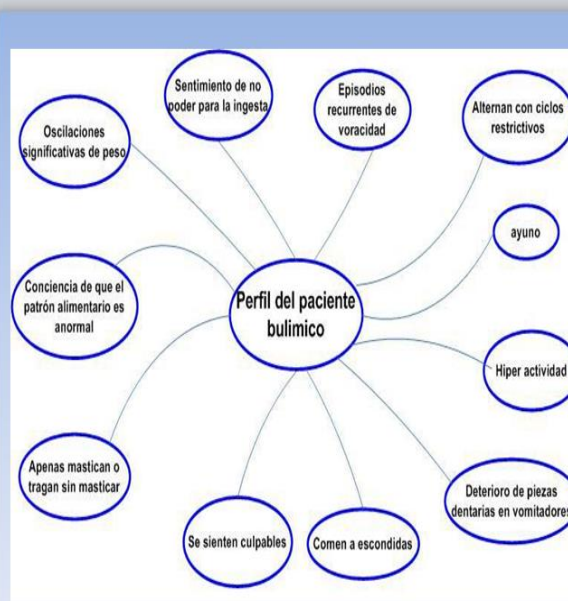 Sentimiento de no
poder para la ingesta
Episodios
recurrentes de
voracidad
Alternan con ciclos
restrictivos
Oscilaciones
significativas de peso
ayuno
Conciencia de que el
patrón alimentario es
anormal
Perfil del paciente
bulimico
Hiper actividad
Apenas mastican o
tragan sin masticar
Deterioro de piezas
dentarias en vomitadores
Se sienten culpables
Comen a escondidas